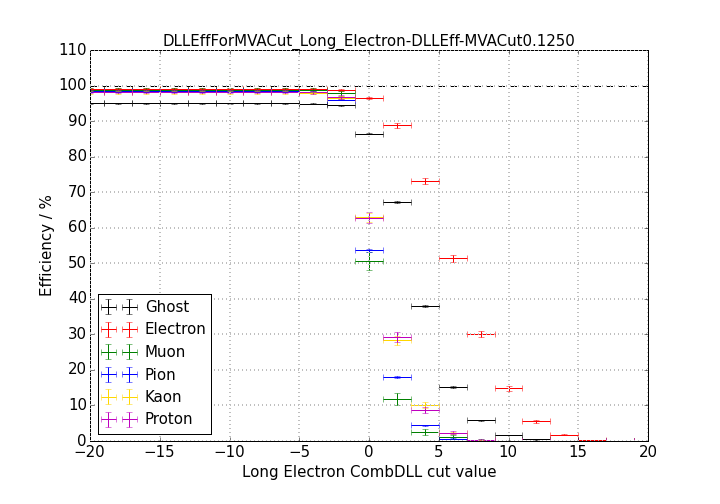 DLLEffForMVACut_Long_Electron-DLLEff-MVACut0.1250
110
100
90
80
70
60
50
40
30
20
10
0
Efficiency / %
Ghost
Electron
Muon
Pion
Kaon
Proton
−20 −15 −10 −5 0 5 10 15 20
Long Electron CombDLL cut value